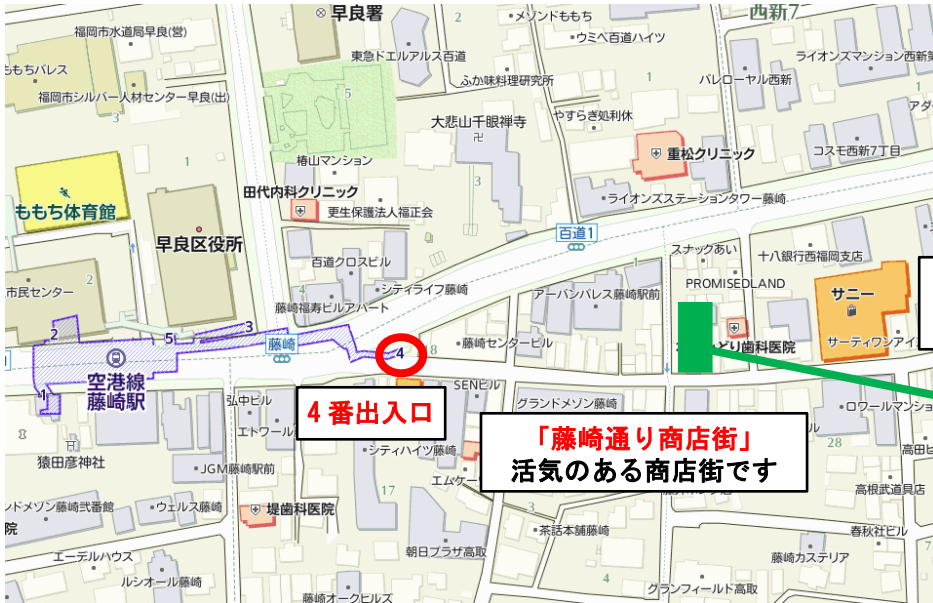 早良署
2
メゾンドももち
西新7
福岡市水道局早良(営)
東急ドエルアルス百道
ウミベ百道ハイツ
ライオンズマンション西新第
ももちパレス
ふか味料理研究所
1
バレローヤル西新
1
福岡市シルバー人材センター早良(出)
5
3
大悲山千眼禅寺
卍
やすらぎ処利休
アダ
重松クリニック
コスモ西新7丁目
1
椿山マンション
3
田代内科クリニック
ライオンズステーションタワー藤崎
更生保護法人福正会
ももち体育館
早良区役所
百道1
スナックあい
十八銀行西福岡支店
百道クロスビル
1
市民センター
2
シティライフ藤崎
アーバンパレス藤崎駅前
PROMISEDLAND
サニー
藤崎福寿ビルアパート
2
3
5
藤崎
4
18
藤崎センタービル
どり歯科医院
サーティワンアイ
空港線
藤崎駅
1
SENビル
弘中ビル
4番出入口
グランドメゾン藤崎
ロワールマンショ
エトワール
「藤崎通り商店街」
活気のある商店街です
ル
28
シティハイツ藤崎
猿田彦神社
JGM藤崎駅前
エムケー
高田ビ
17
高根武道具店
ンドメゾン藤崎弐番館
ウェルス藤崎
堤歯科医院
院
3
茶話本舗藤崎
春秋社ビル
7
エーデルハウス
朝日プラザ高取
藤崎カステリア
ルシオール藤崎
4
グランフィールド高取
藤崎オークヒルズ